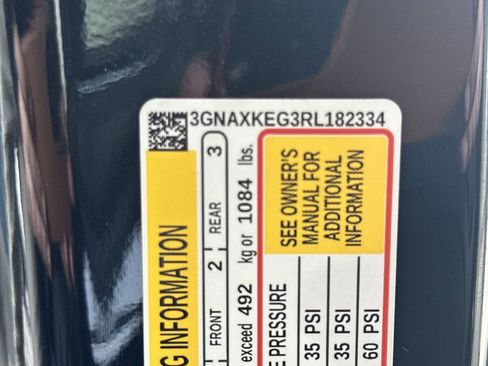 3GNAXKEG3RL182334
G INFORMATION
FRONT 2 REAR 3
exceed 492 kg or 1084 lbs.
SEE OWNER'S
MANUAL FOR
ADDITIONAL
INFORMATION
E PRESSURE
35 PSI
35 PSI
60 PSI